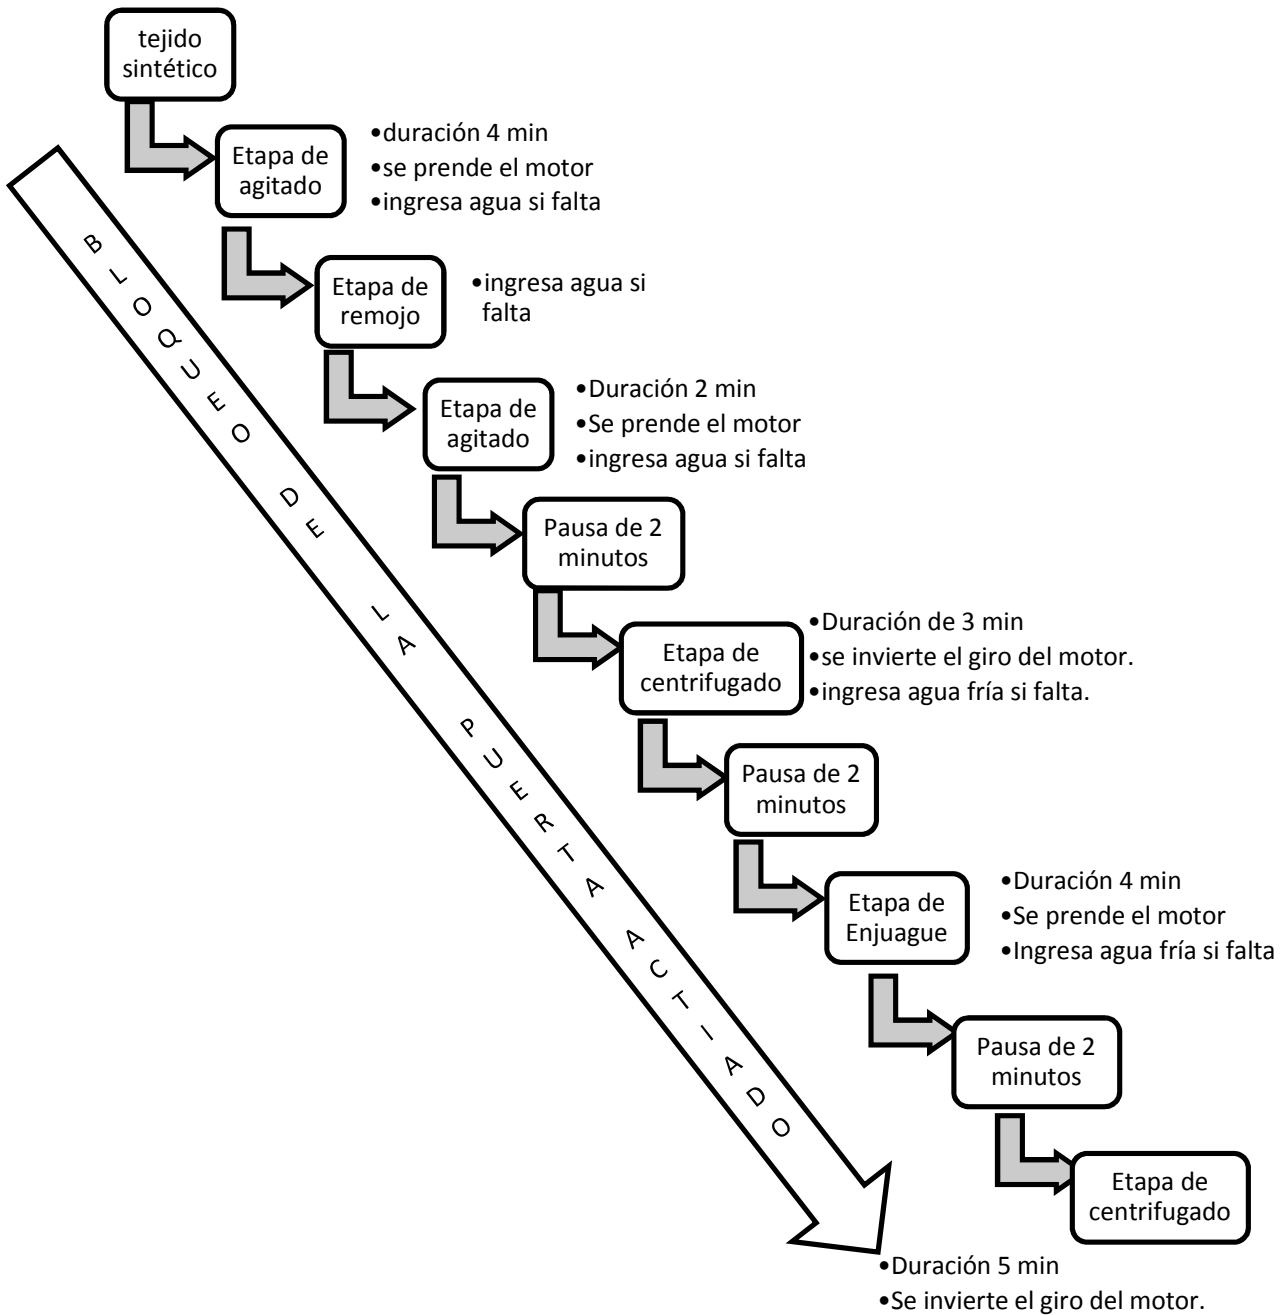 tejido
sintético
Etapa de
agitado
•duración 4 min
•se prende el motor
•ingresa agua si falta
Etapa de
remojo
•ingresa agua si
falta
Etapa de
agitado
•Duración 2 min
•Se prende el motor
•ingresa agua si falta
Pausa de 2
minutos
Etapa de
centrifugado
•Duración de 3 min
•se invierte el giro del motor.
•ingresa agua fría si falta.
Pausa de 2
minutos
Etapa de
Enjuague
•Duración 4 min
•Se prende el motor
•Ingresa agua fría si falta
Pausa de 2
minutos
Etapa de
centrifugado
•Duración 5 min
•Se invierte el giro del motor.
BLOQUEO DE LA PUERTA ACTIADO